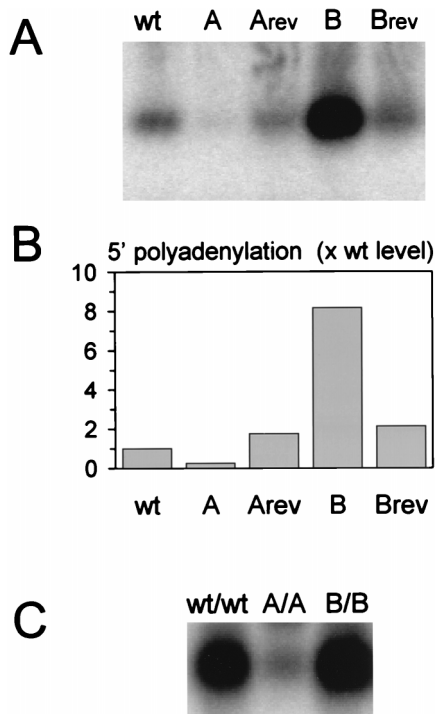 A
wt A Arev B Brev
B
5' polyadenylation (x wt level)
10
8
6
4
2
0
wt A Arev B Brev
C
wt/wt A/A B/B